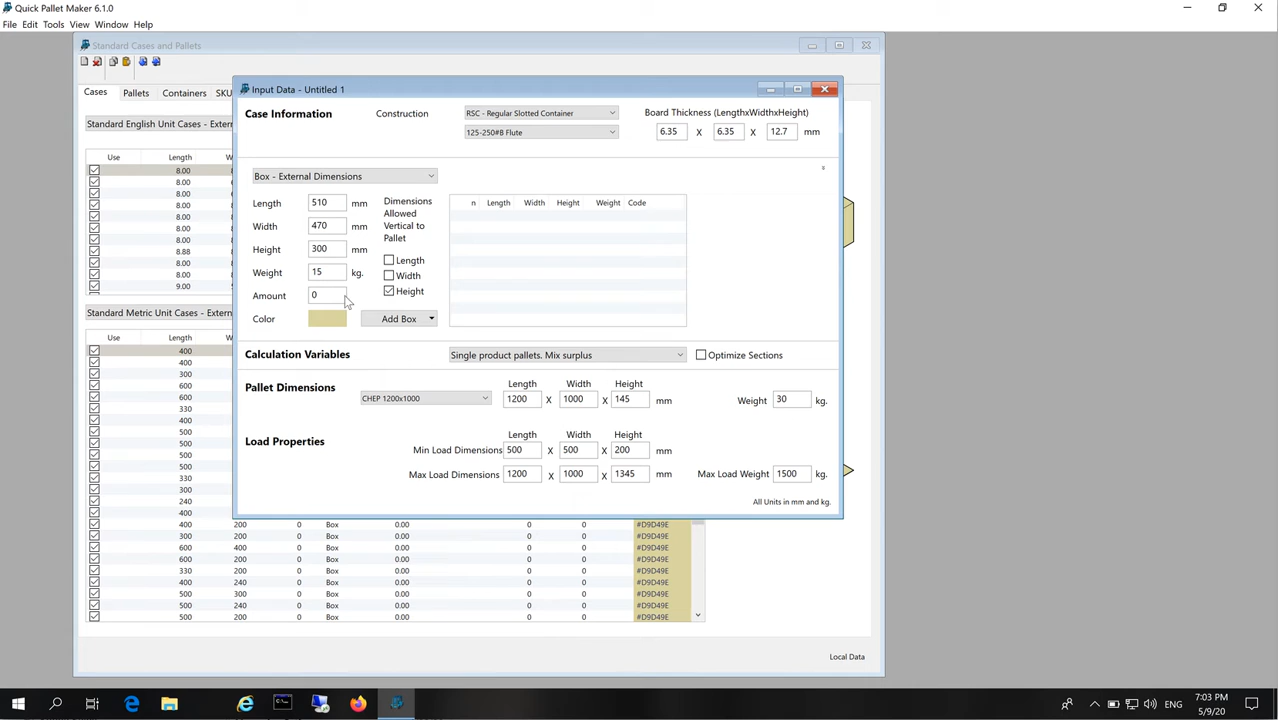 Quick Pallet Maker 6.1.0
File Edit Tools View Window Help
Standard Cases and Pallets
Cases Pallets Containers SKU
Standard English Unit Cases - Extern
Use Length W
8.00 8
8.00 8
8.00 6
8.00 6
8.00
8.00
8.00 8
8.88 8
8.00 8
8.00 8
9.00 6
Standard Metric Unit Cases - Extern
Use Length W
400
400
300
600
600
330
400
500
500
500
330
300
240
400
400 200 0 Box 0.00 0 0 #D9D49E
300 200 0 Box 0.00 0 0 #D9D49E
600 400 0 Box 0.00 0 0 #D9D49E
600 200 0 Box 0.00 0 0 #D9D49E
330 200 0 Box 0.00 0 0 #D9D49E
400 240 0 Box 0.00 0 0 #D9D49E
500 300 0 Box 0.00 0 0 #D9D49E
500 240 0 Box 0.00 0 0 #D9D49E
500 200 0 Box 0.00 0 0 #D9D49E
Local Data
Input Data - Untitled 1
Case Information
Construction
RSC - Regular Slotted Container
125-250#B Flute
Board Thickness (LengthxWidthxHeight)
6.35 X 6.35 X 12.7 mm
Box - External Dimensions
Length 510 mm
Width 470 mm
Height 300 mm
Weight 15 kg.
Amount 0
Color
Dimensions
Allowed
Vertical to
Pallet
Length
Width
Height
Add Box
n Length Width Height Weight Code
Calculation Variables Single product pallets. Mix surplus Optimize Sections
Length Width Height
Pallet Dimensions CHEP 1200x1000 1200 X 1000 X 145 mm Weight 30 kg.
Length Width Height
Load Properties
Min Load Dimensions 500 X 500 X 200 mm
Max Load Dimensions 1200 X 1000 X 1345 mm Max Load Weight 1500 kg.
All Units in mm and kg.
ENG
7:03 PM
5/9/20